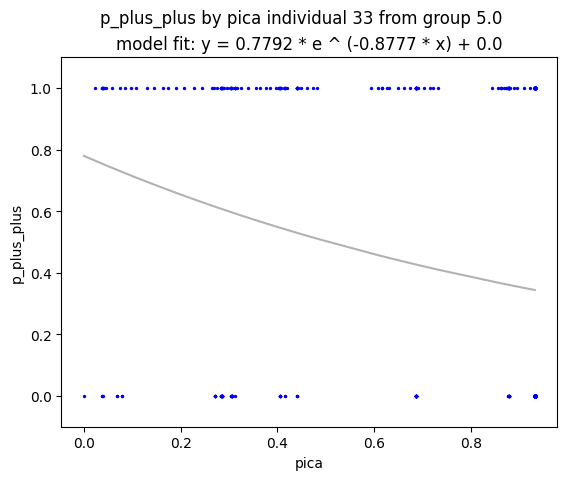 p_plus_plus by pica individual 33 from group 5.0
model fit: y = 0.7792 * e ^ (-0.8777 * x) + 0.0
1.0
0.8
0.6
0.4
0.2
0.0
p_plus_plus
0.0 0.2 0.4 0.6 0.8
pica